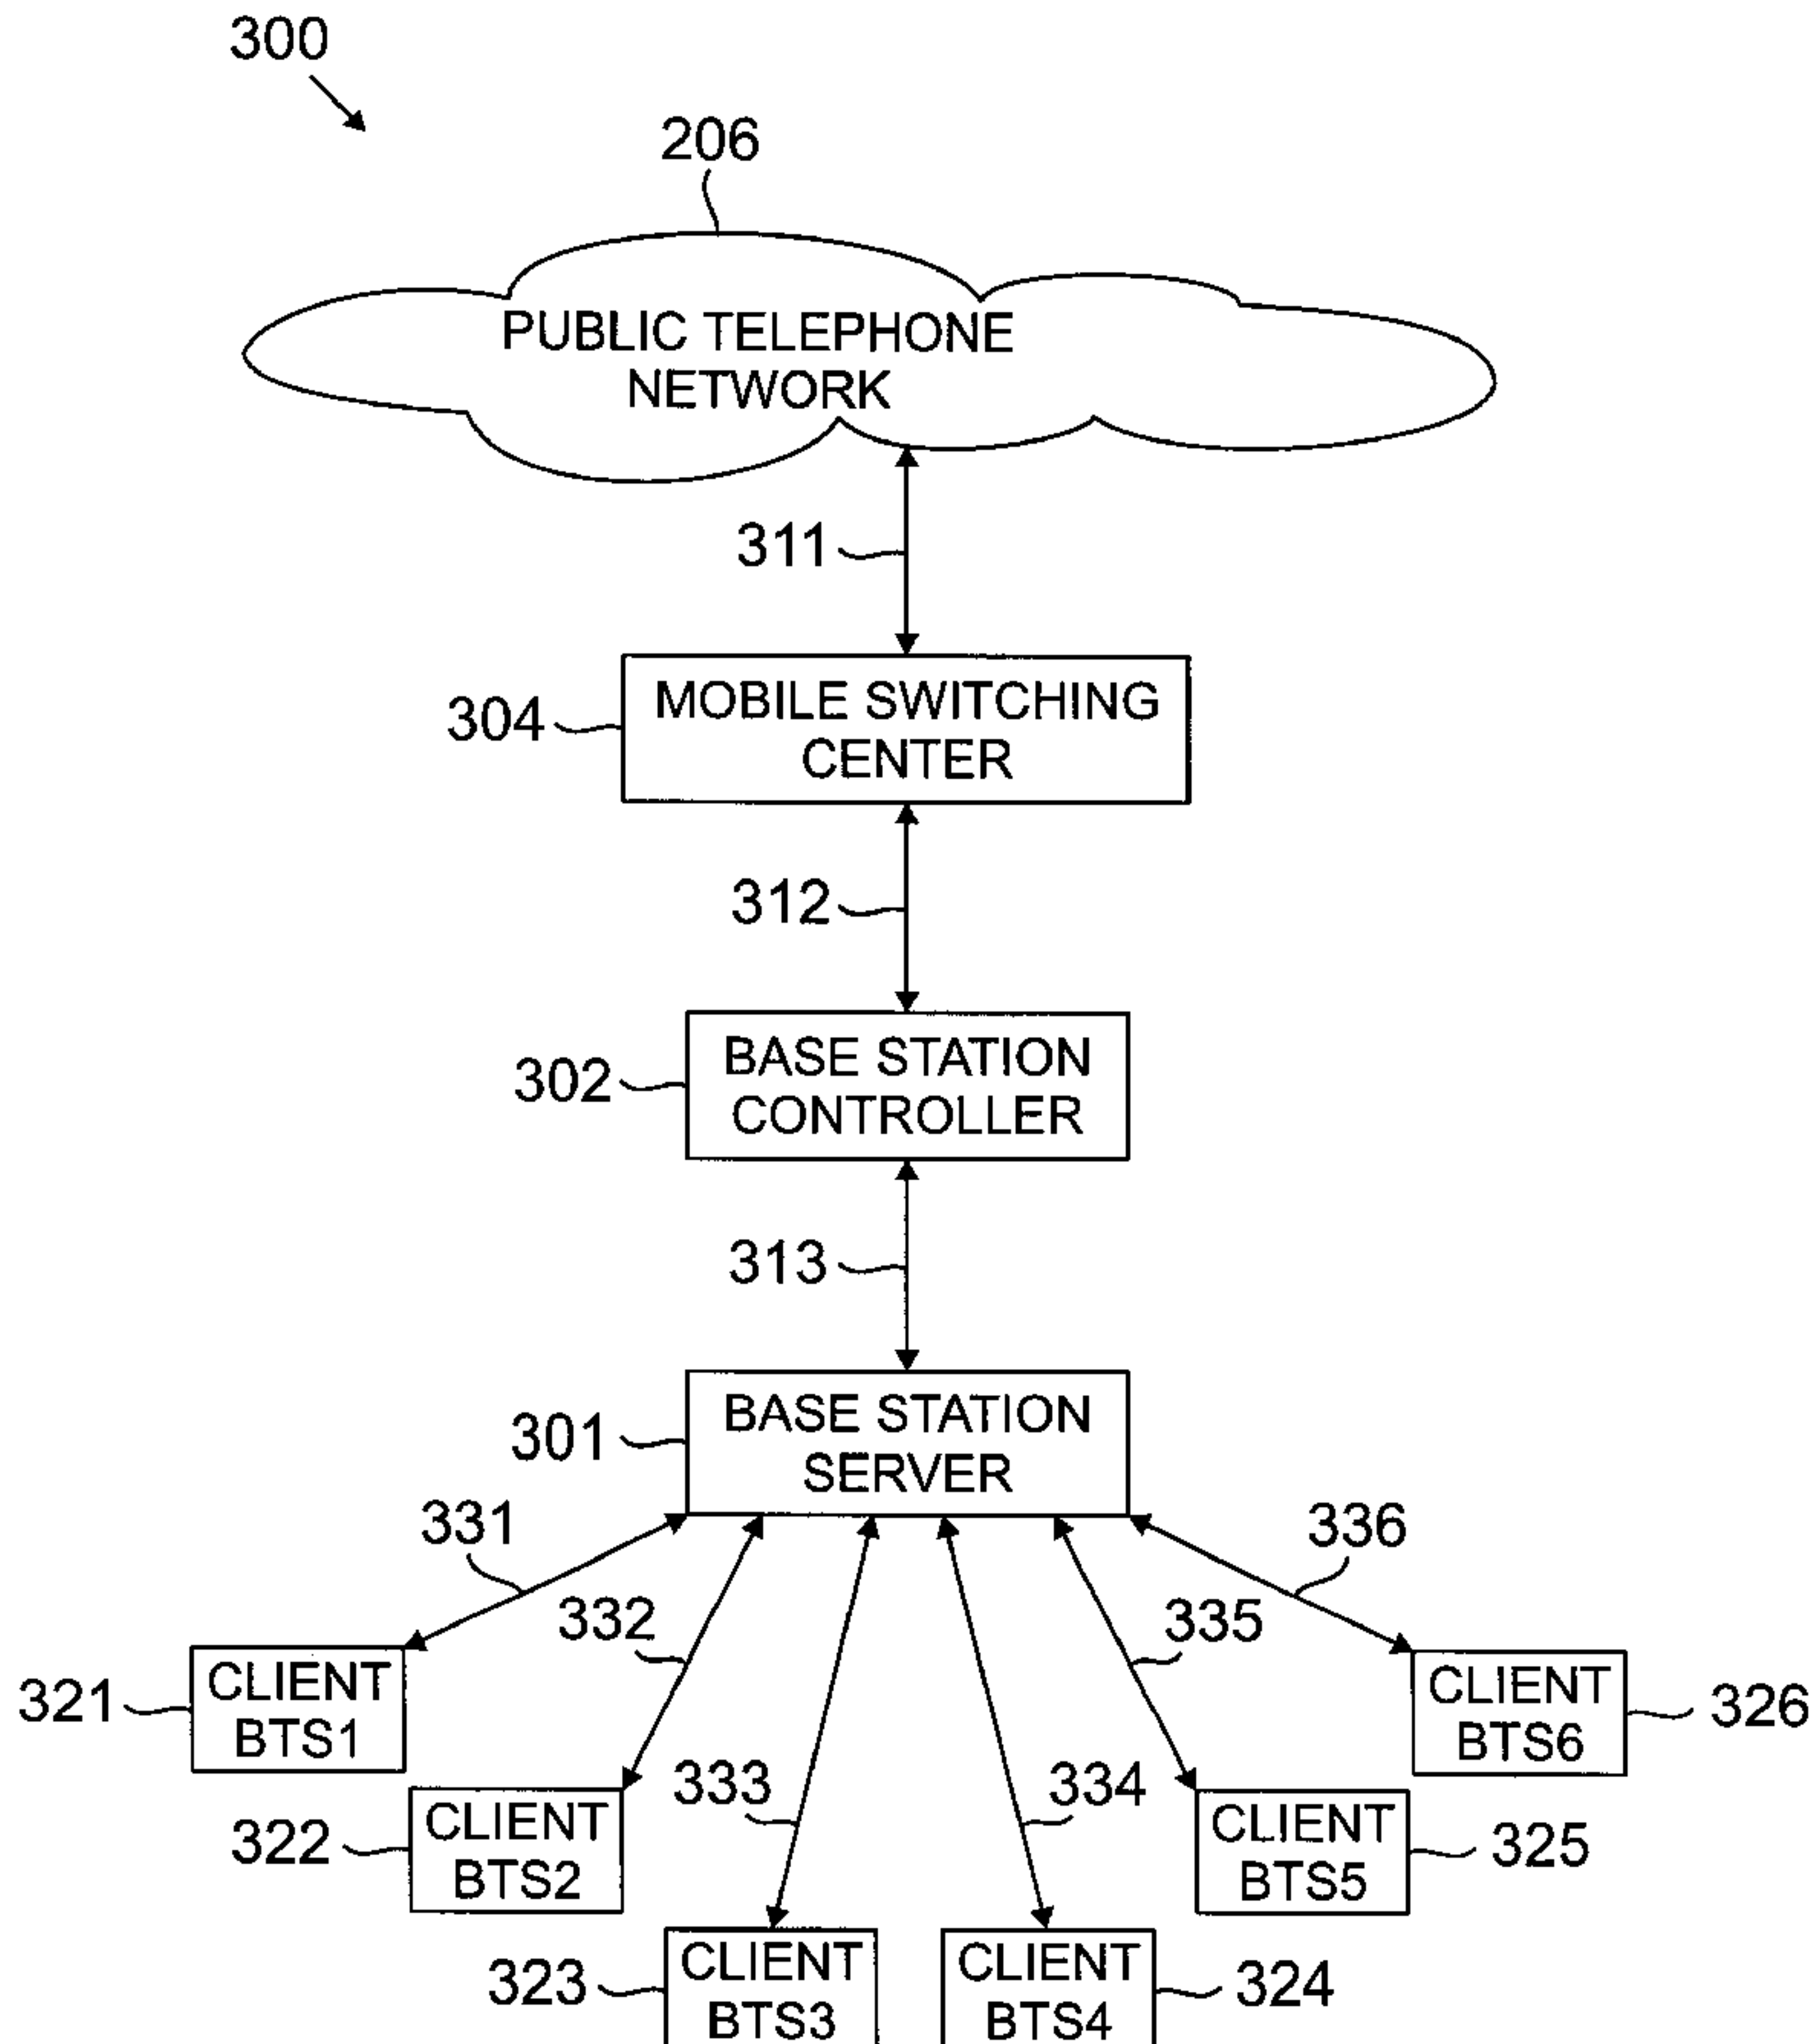 300
206
PUBLIC TELEPHONE
NETWORK
311
304
MOBILE SWITCHING
CENTER
312
302
BASE STATION
CONTROLLER
313
301
BASE STATION
SERVER
331
332
333
334
335
336
321
CLIENT
BTS1
322
CLIENT
BTS2
323
CLIENT
BTS3
CLIENT
BTS4
324
CLIENT
BTS5
325
CLIENT
BTS6
326